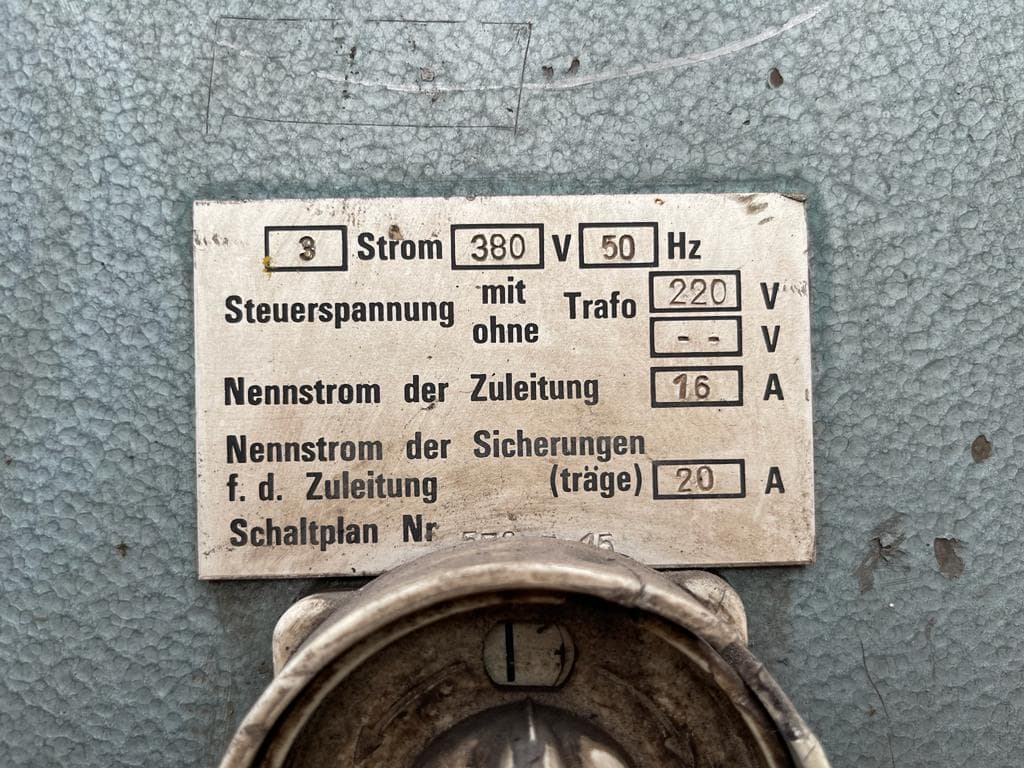 3 Strom 380 V 50 Hz
Steuerspannung mit Trafo 220 V
ohne -- V
Nennstrom der Zuleitung 16 A
Nennstrom der Sicherungen
f. d. Zuleitung (träge) 20 A
Schaltplan Nr